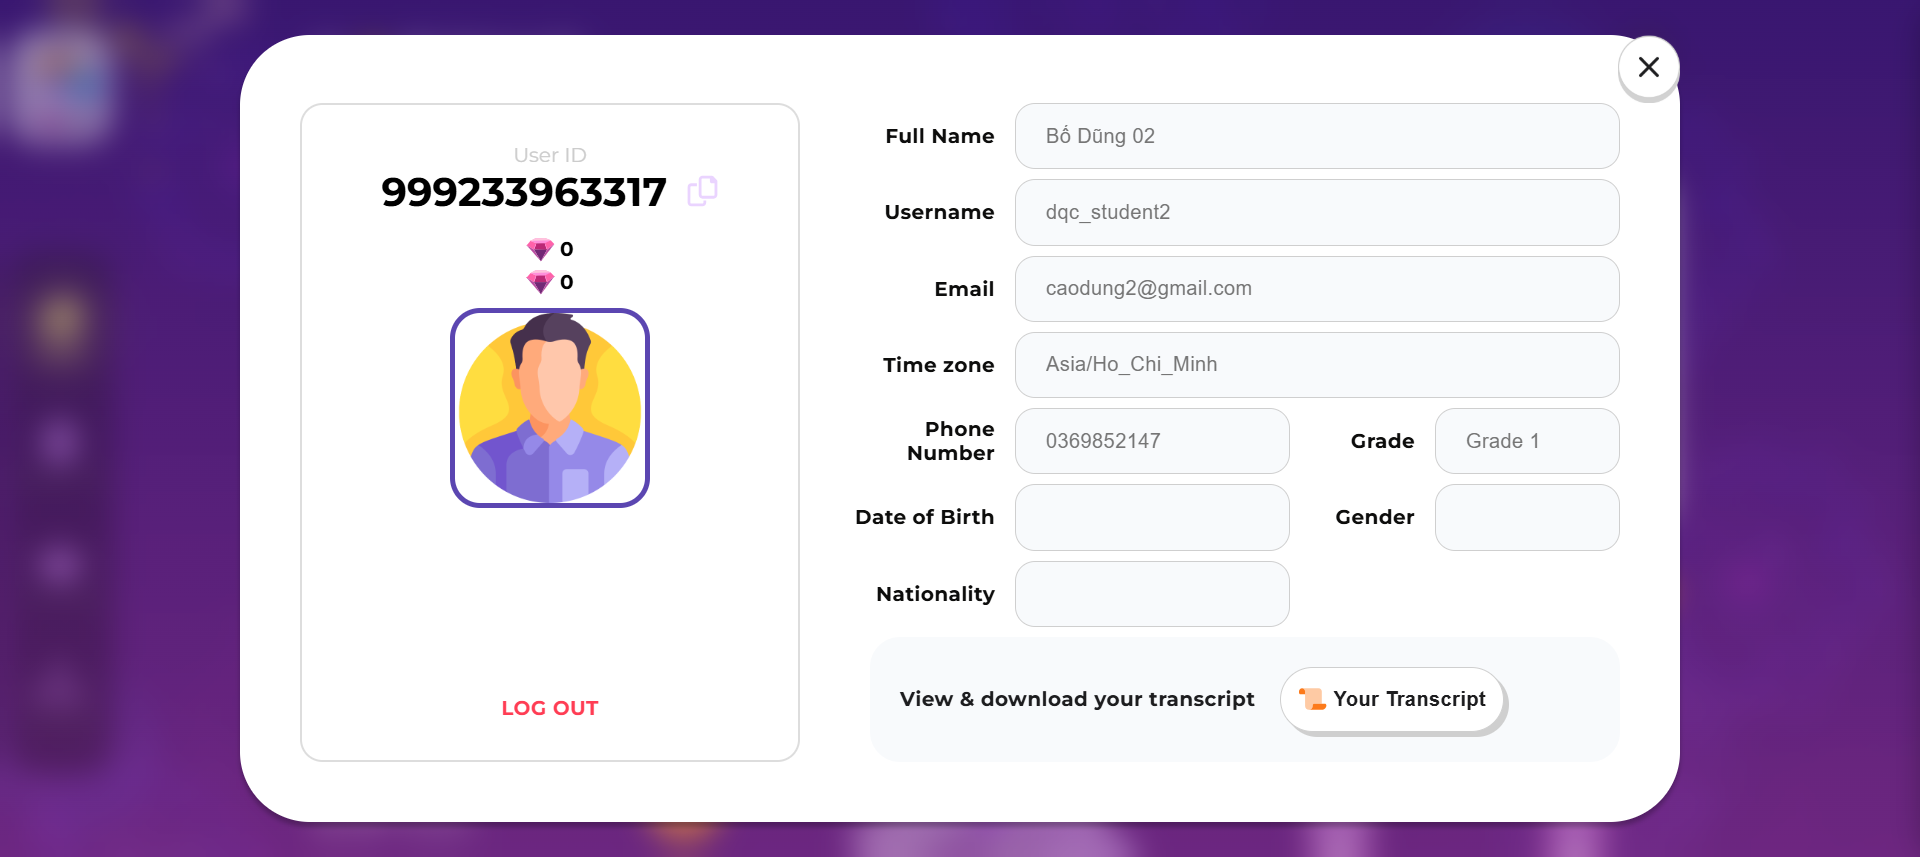 User ID
999233963317
0
0
LOG OUT
Full Name
Bố Dũng 02
Username
dqc_student2
Email
caodung2@gmail.com
Time zone
Asia/Ho_Chi_Minh
Phone
Number
0369852147
Grade
Grade 1
Date of Birth
Gender
Nationality
View & download your transcript
Your Transcript